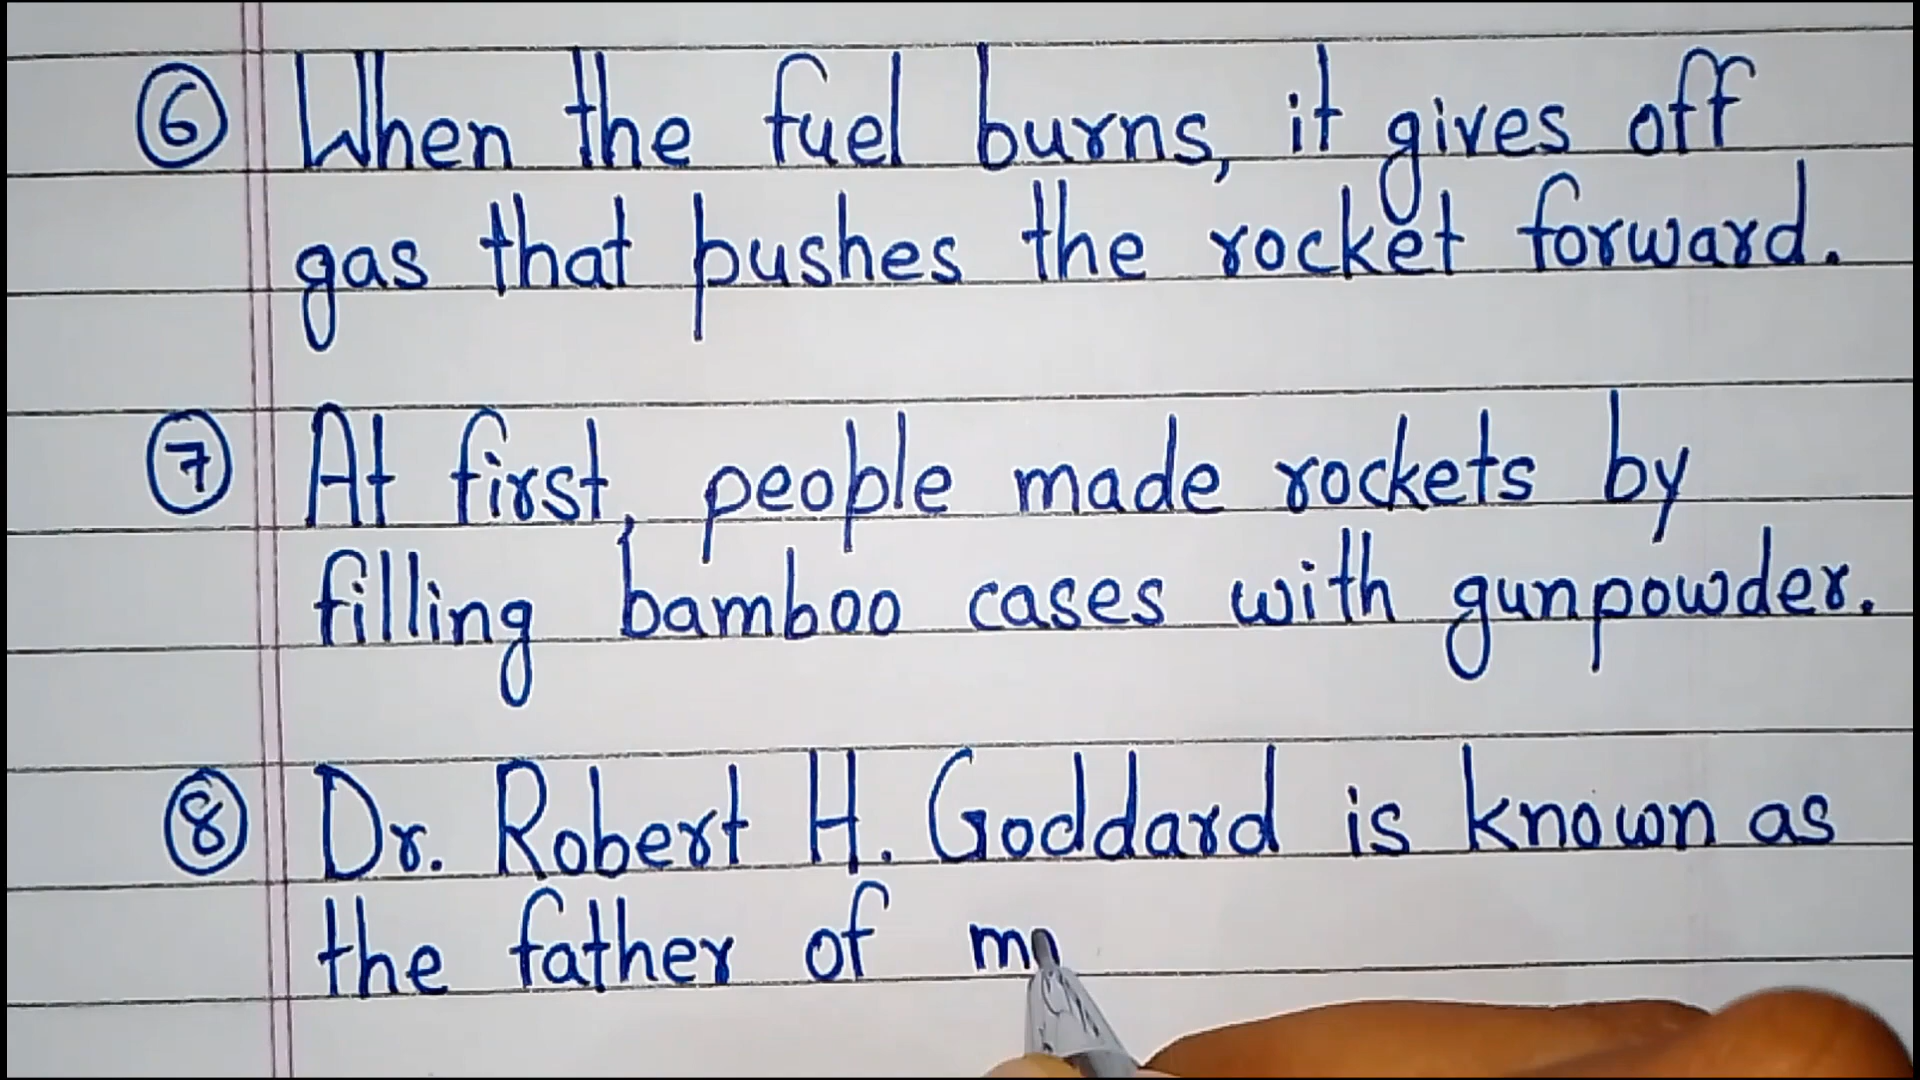 6 When the fuel burns, it gives off
gas that pushes the rocket forward.
7 At first, people made rockets by
filling bamboo cases with gunpowder.
8 Dr. Robert H. Goddard is known as
the father of